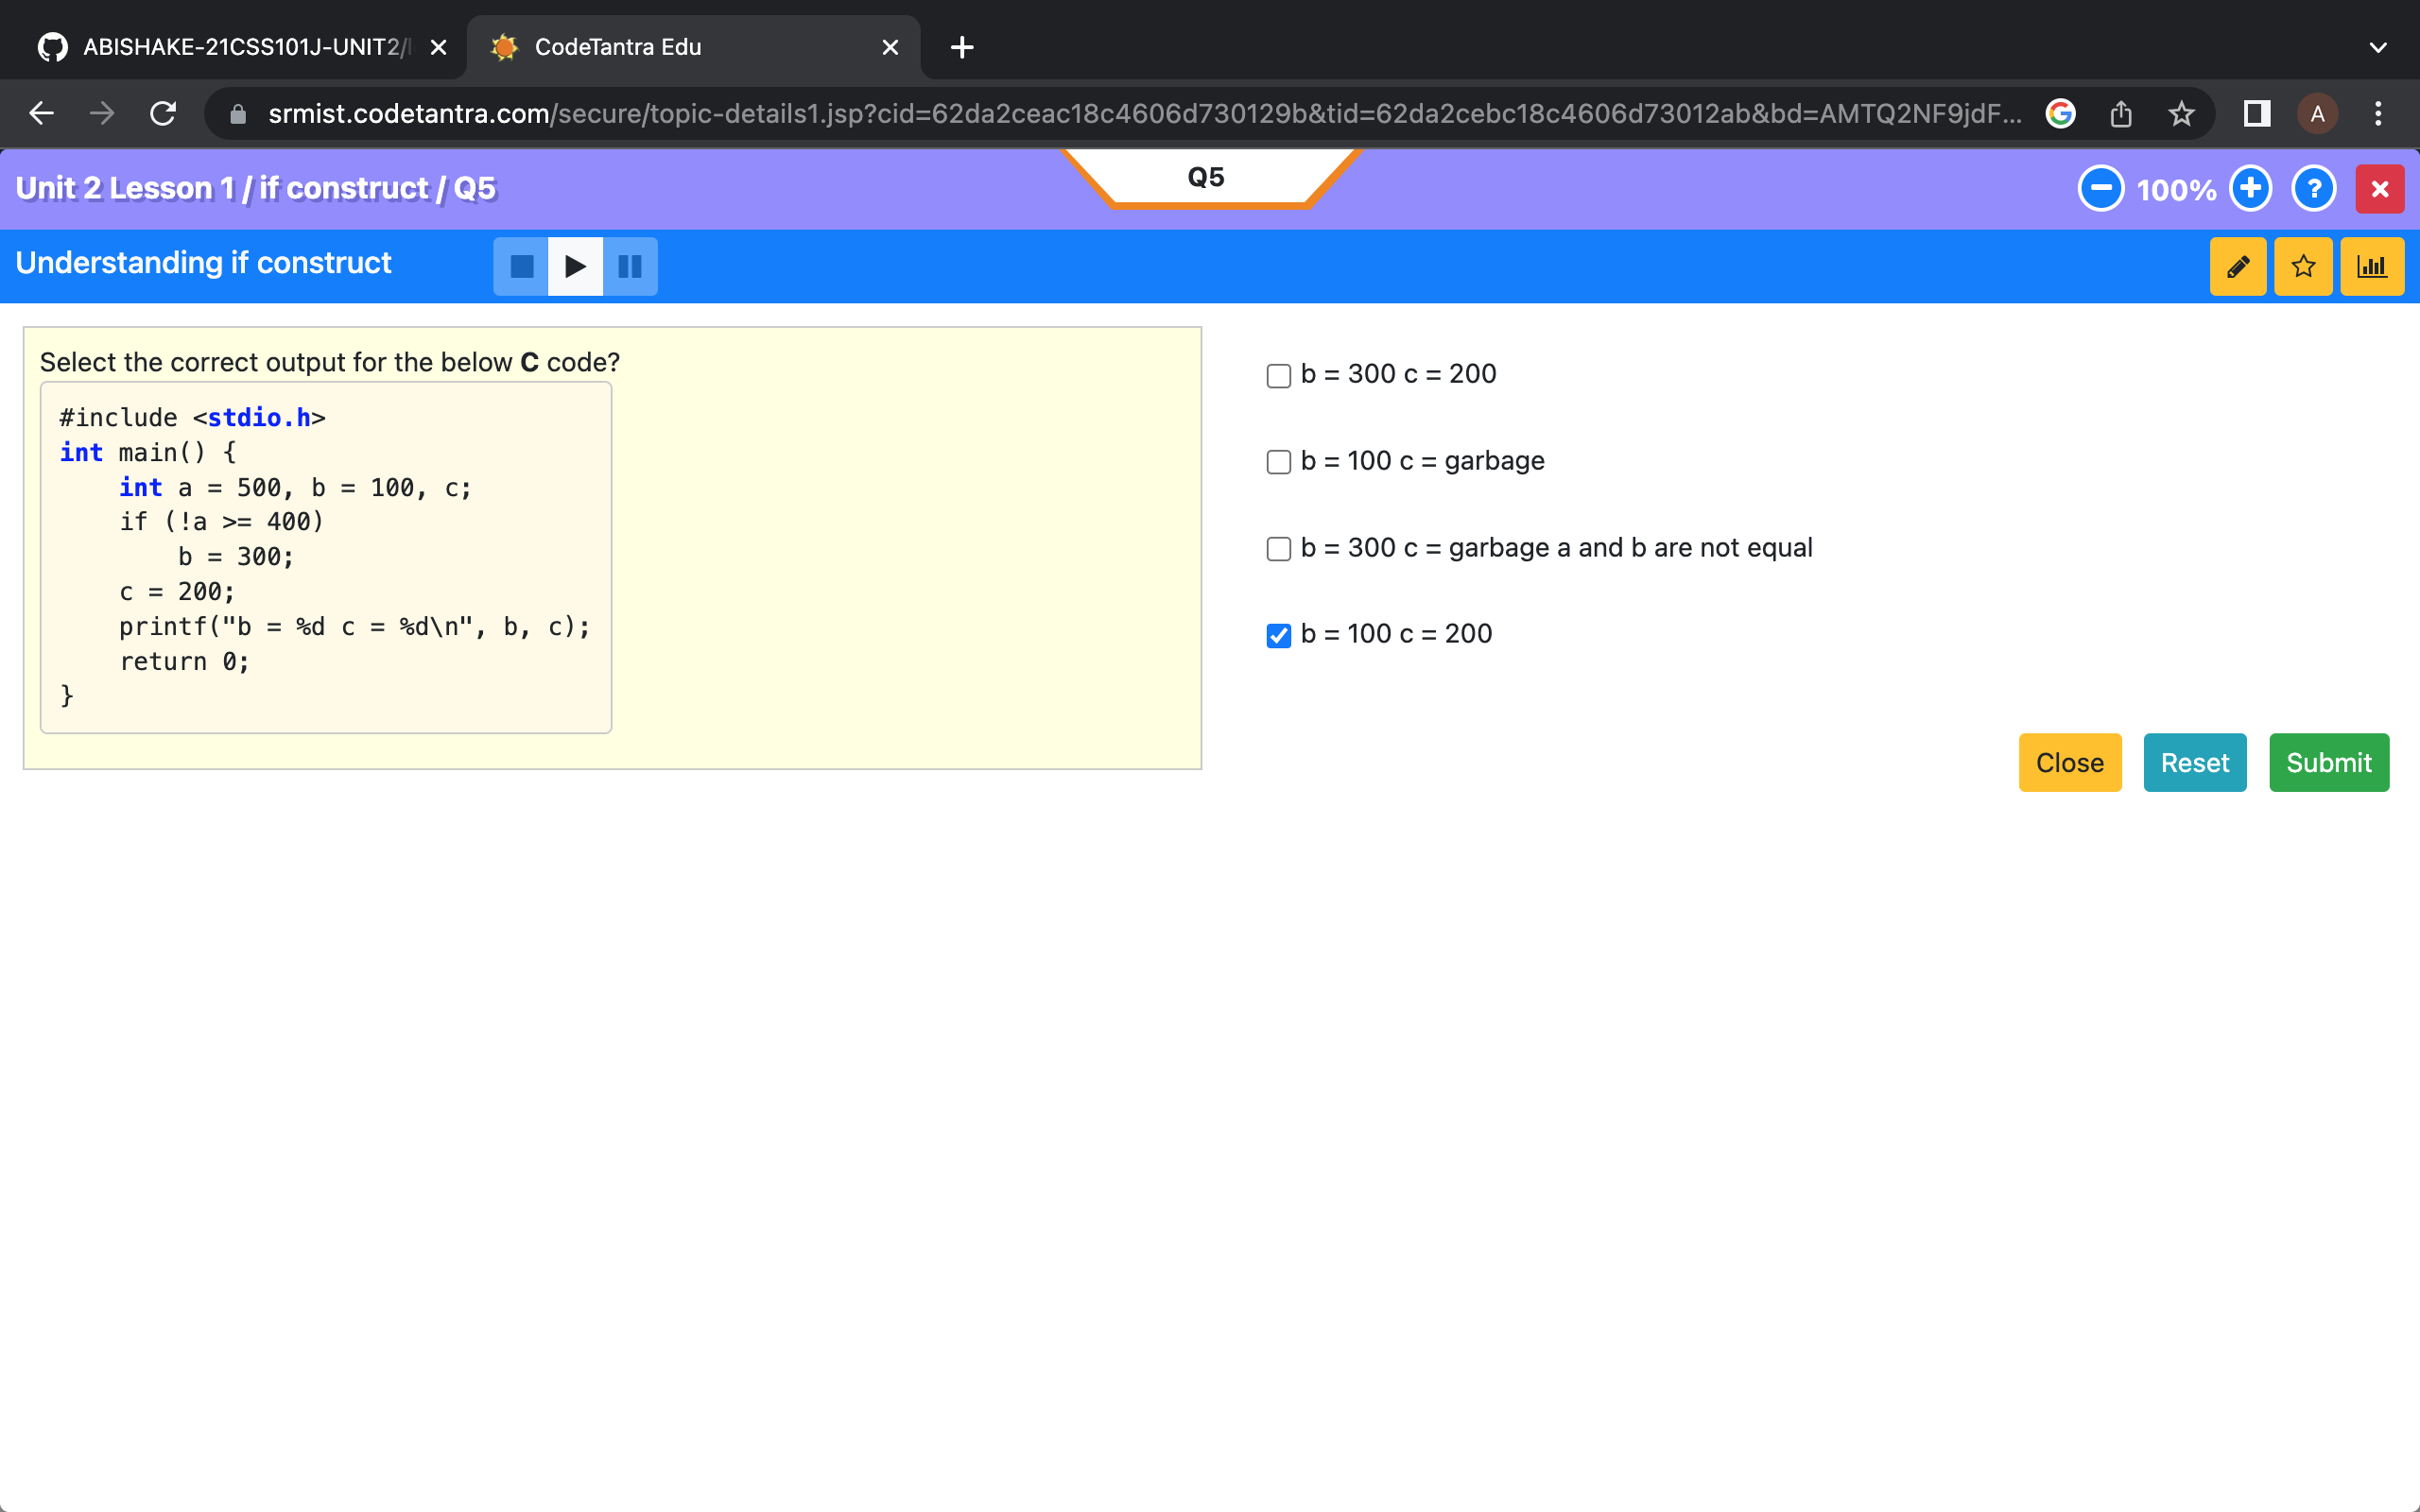 ABISHAKE-21CSS101J-UNIT2/
CodeTantra Edu
srmist.codetantra.com/secure/topic-details1.jsp?cid=62da2ceac18c4606d730129b&tid=62da2cebc18c4606d73012ab&bd=AMTQ2NF9jdF...
A
Unit 2 Lesson 1 / if construct / Q5
Q5
100%
?
Understanding if construct
Select the correct output for the below C code?
#include <stdio.h>
int main() {
    int a = 500, b = 100, c;
    if (!a >= 400)
        b = 300;
    c = 200;
    printf("b = %d c = %d\n", b, c);
    return 0;
}
b = 300 c = 200
b = 100 c = garbage
b = 300 c = garbage a and b are not equal
b = 100 c = 200
Close
Reset
Submit